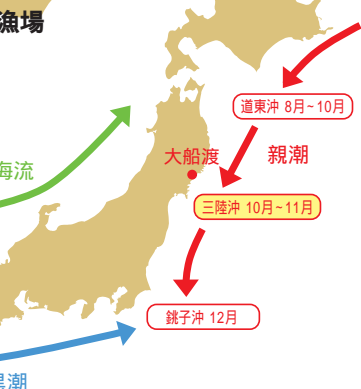 漁場
道東沖 8月~10月
大船渡
親潮
海流
三陸沖 10月~11月
銚子沖 12月
黒潮